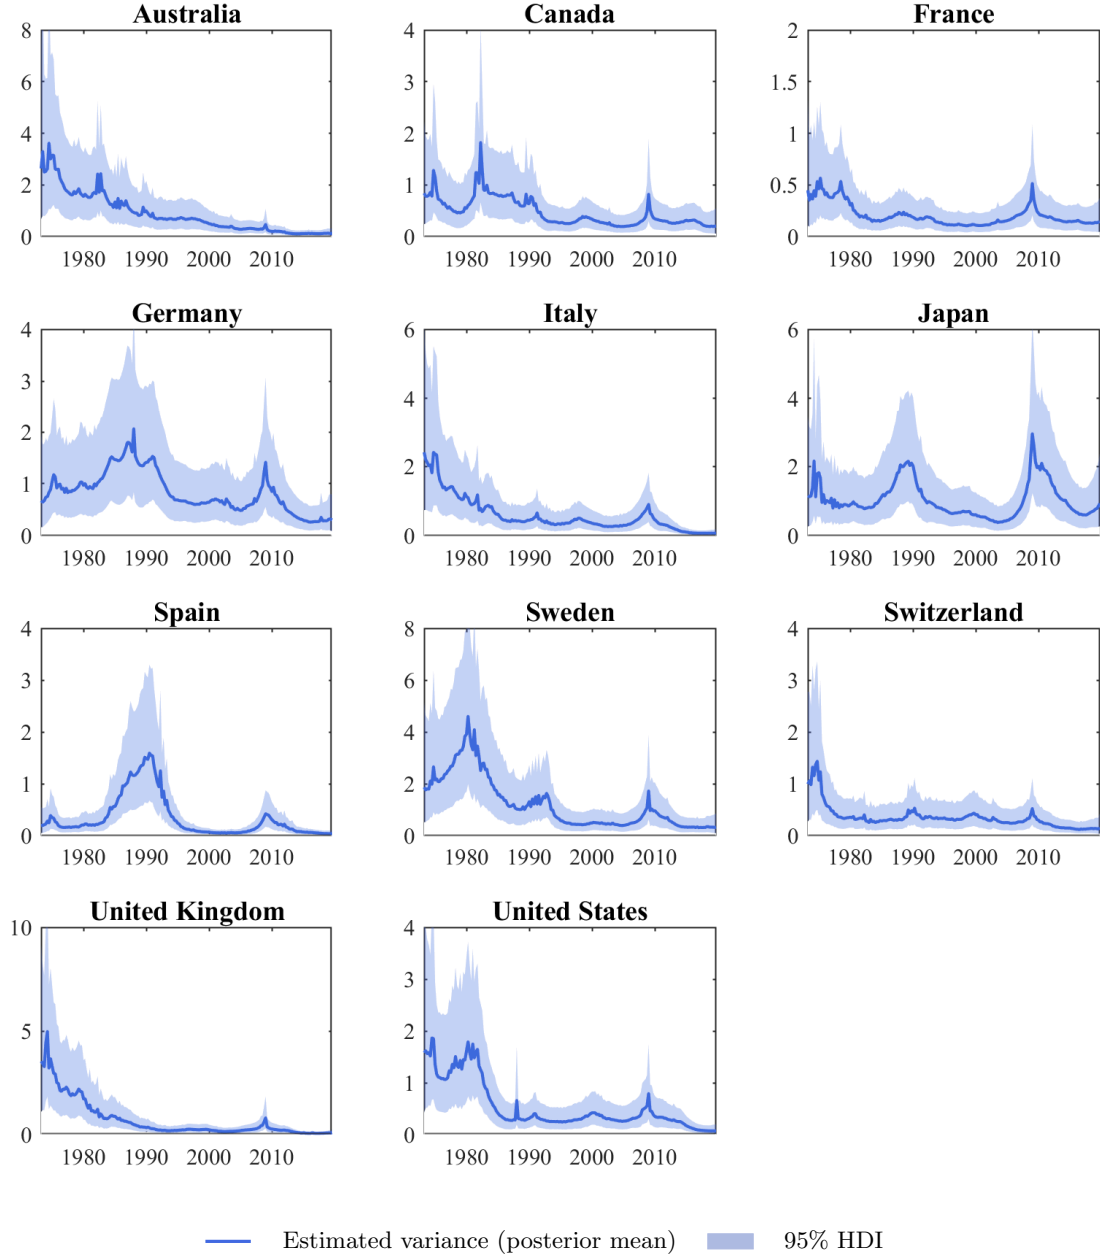 Australia Canada France
8 4 2
6 3 1.5
4 2 1
2 1 0.5
0 0 0
1980 1990 2000 2010 1980 1990 2000 2010 1980 1990 2000 2010
Germany Italy Japan
4 6 6
3
4 4
2
2 2
1
0 0 0
1980 1990 2000 2010 1980 1990 2000 2010 1980 1990 2000 2010
Spain Sweden Switzerland
4 8 4
3 6 3
2 4 2
1 2 1
0 0 0
1980 1990 2000 2010 1980 1990 2000 2010 1980 1990 2000 2010
United Kingdom United States
10 4
3
5 2
1
0 0
1980 1990 2000 2010 1980 1990 2000 2010
Estimated variance (posterior mean) 95% HDI